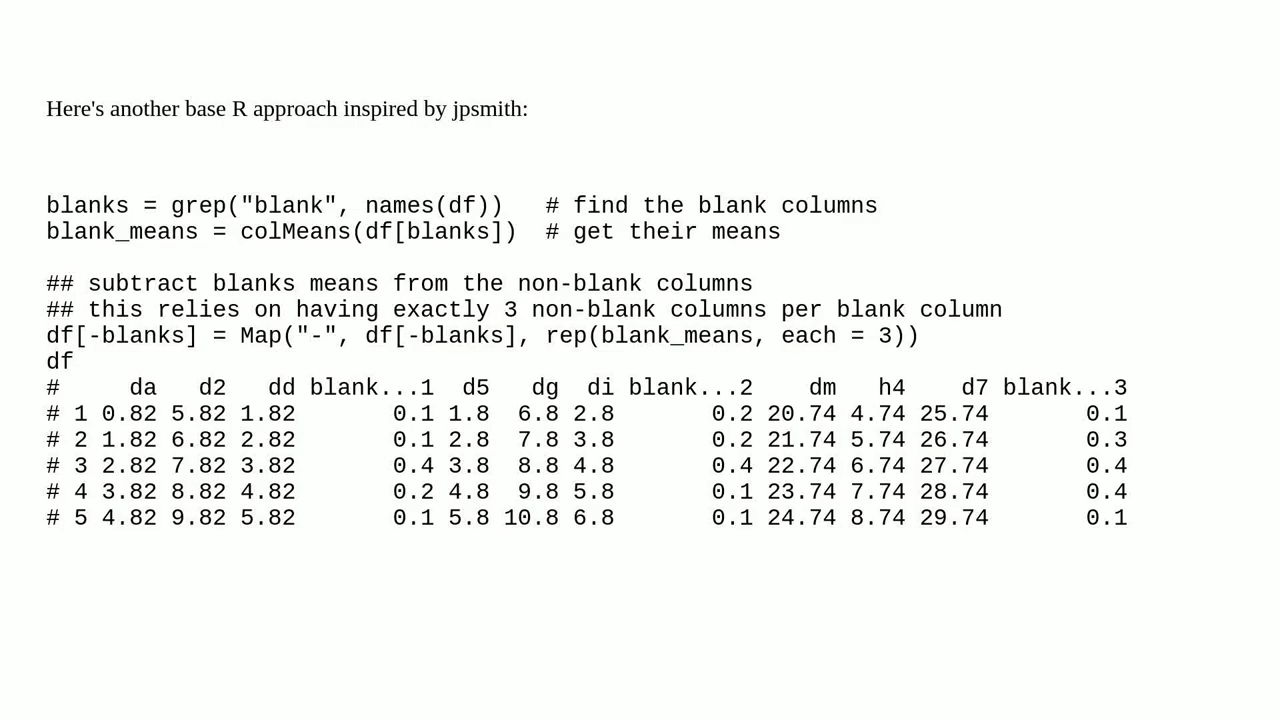 Here's another base R approach inspired by jpsmith:
blanks = grep("blank", names(df))   # find the blank columns
blank_means = colMeans(df[blanks])  # get their means
## subtract blanks means from the non-blank columns
## this relies on having exactly 3 non-blank columns per blank column
df[-blanks] = Map("-", df[-blanks], rep(blank_means, each = 3))
df
#     da   d2   dd blank...1  d5   dg  di blank...2    dm   h4    d7 blank...3
# 1 0.82 5.82 1.82       0.1 1.8  6.8 2.8       0.2 20.74 4.74 25.74       0.1
# 2 1.82 6.82 2.82       0.1 2.8  7.8 3.8       0.2 21.74 5.74 26.74       0.3
# 3 2.82 7.82 3.82       0.4 3.8  8.8 4.8       0.4 22.74 6.74 27.74       0.4
# 4 3.82 8.82 4.82       0.2 4.8  9.8 5.8       0.1 23.74 7.74 28.74       0.4
# 5 4.82 9.82 5.82       0.1 5.8 10.8 6.8       0.1 24.74 8.74 29.74       0.1